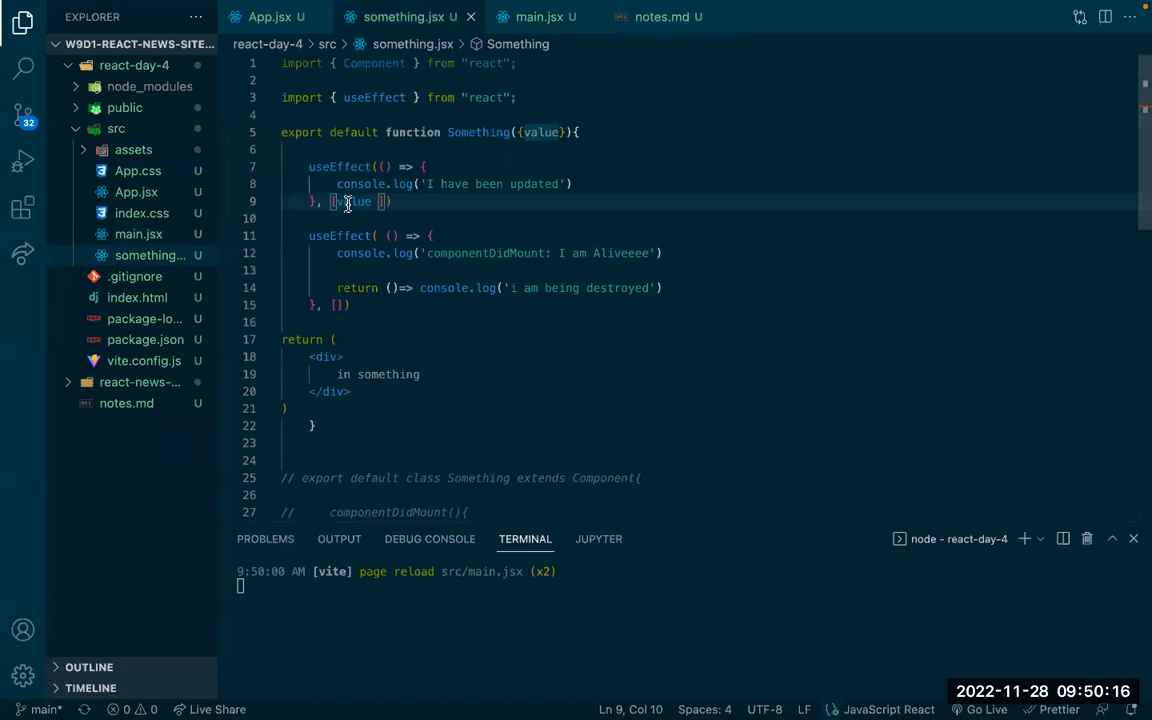 EXPLORER
App.jsx U
something.jsx U
main.jsx U
notes.md U
W9D1-REACT-NEWS-SITE...
react-day-4 > src > something.jsx > Something
react-day-4
node_modules
public
src
assets
App.css U
App.jsx U
index.css U
main.jsx U
something... U
.gitignore U
index.html U
package-lo... U
package.json U
vite.config.js U
react-news-...
notes.md U
32
OUTLINE
TIMELINE
1 import { Component } from "react";
2
3 import { useEffect } from "react";
4
5 export default function Something({value}){
6
7 useEffect(() => {
8 console.log('I have been updated')
9 }, [value ])
10
11 useEffect( () => {
12 console.log('componentDidMount: I am Aliveeee')
13
14 return ()=> console.log('i am being destroyed')
15 }, [])
16
17 return (
18 <div>
19 in something
20 </div>
21 )
22 }
23
24
25 // export default class Something extends Component{
26
27 // componentDidMount(){
PROBLEMS OUTPUT DEBUG CONSOLE TERMINAL JUPYTER
node - react-day-4
9:50:00 AM [vite] page reload src/main.jsx (x2)
2022-11-28 09:50:16
main* 0 0 Live Share
Ln 9, Col 10 Spaces: 4 UTF-8 LF JavaScript React Go Live Prettier